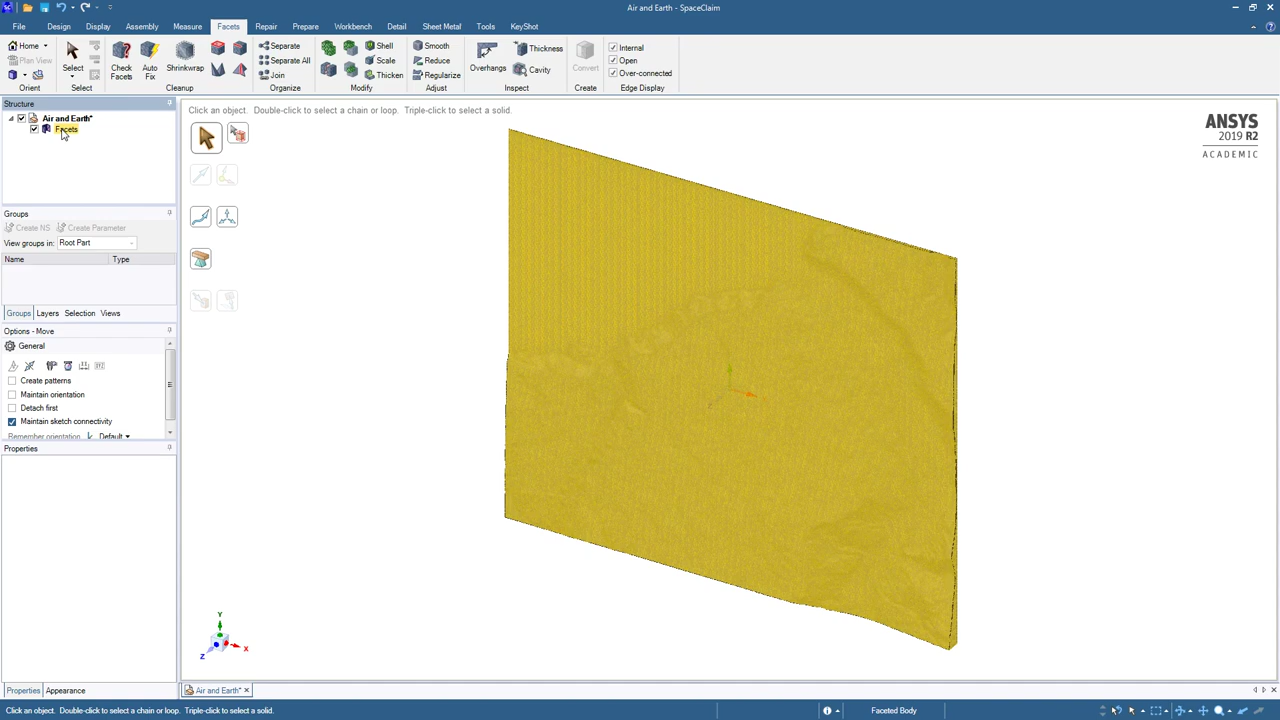 Air and Earth - SpaceClaim
File Design Display Assembly Measure Facets Repair Prepare Workbench Detail Sheet Metal Tools KeyShot
Home
Plan View
Orient
Select
Select
Check Facets
Auto Fix
Shrinkwrap
Cleanup
Separate
Separate All
Join
Organize
Shell
Scale
Thicken
Modify
Smooth
Reduce
Regularize
Adjust
Overhangs
Thickness
Cavity
Inspect
Convert
Create
Internal
Open
Over-connected
Edge Display
Structure
Air and Earth*
Facets
Groups
Create NS Create Parameter
View groups in: Root Part
Name Type
Groups Layers Selection Views
Options - Move
General
Create patterns
Maintain orientation
Detach first
Maintain sketch connectivity
Remember orientation Default
Properties
Properties Appearance
Click an object. Double-click to select a chain or loop. Triple-click to select a solid.
ANSYS
2019 R2
ACADEMIC
Y
X
Z
Air and Earth*
Click an object. Double-click to select a chain or loop. Triple-click to select a solid.
Faceted Body